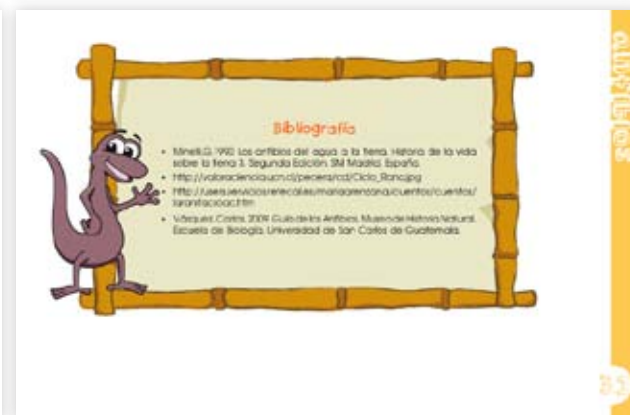 Bibliografía
• Minelli,G. 1990. Los anfibios del agua a la tierra. Historia de la vida
sobre la tierra 3. Segunda Edición. SM Madrid. España.
• http://valoraciencia.ucn.cl/pecera/cd/Ciclo_Rana.jpg
•
• Vásquez, Carlos. 2009. Guía de los Anfibios. Museo de Historia Natural.
Escuela de Biología. Universidad de San Carlos de Guatemala.
35